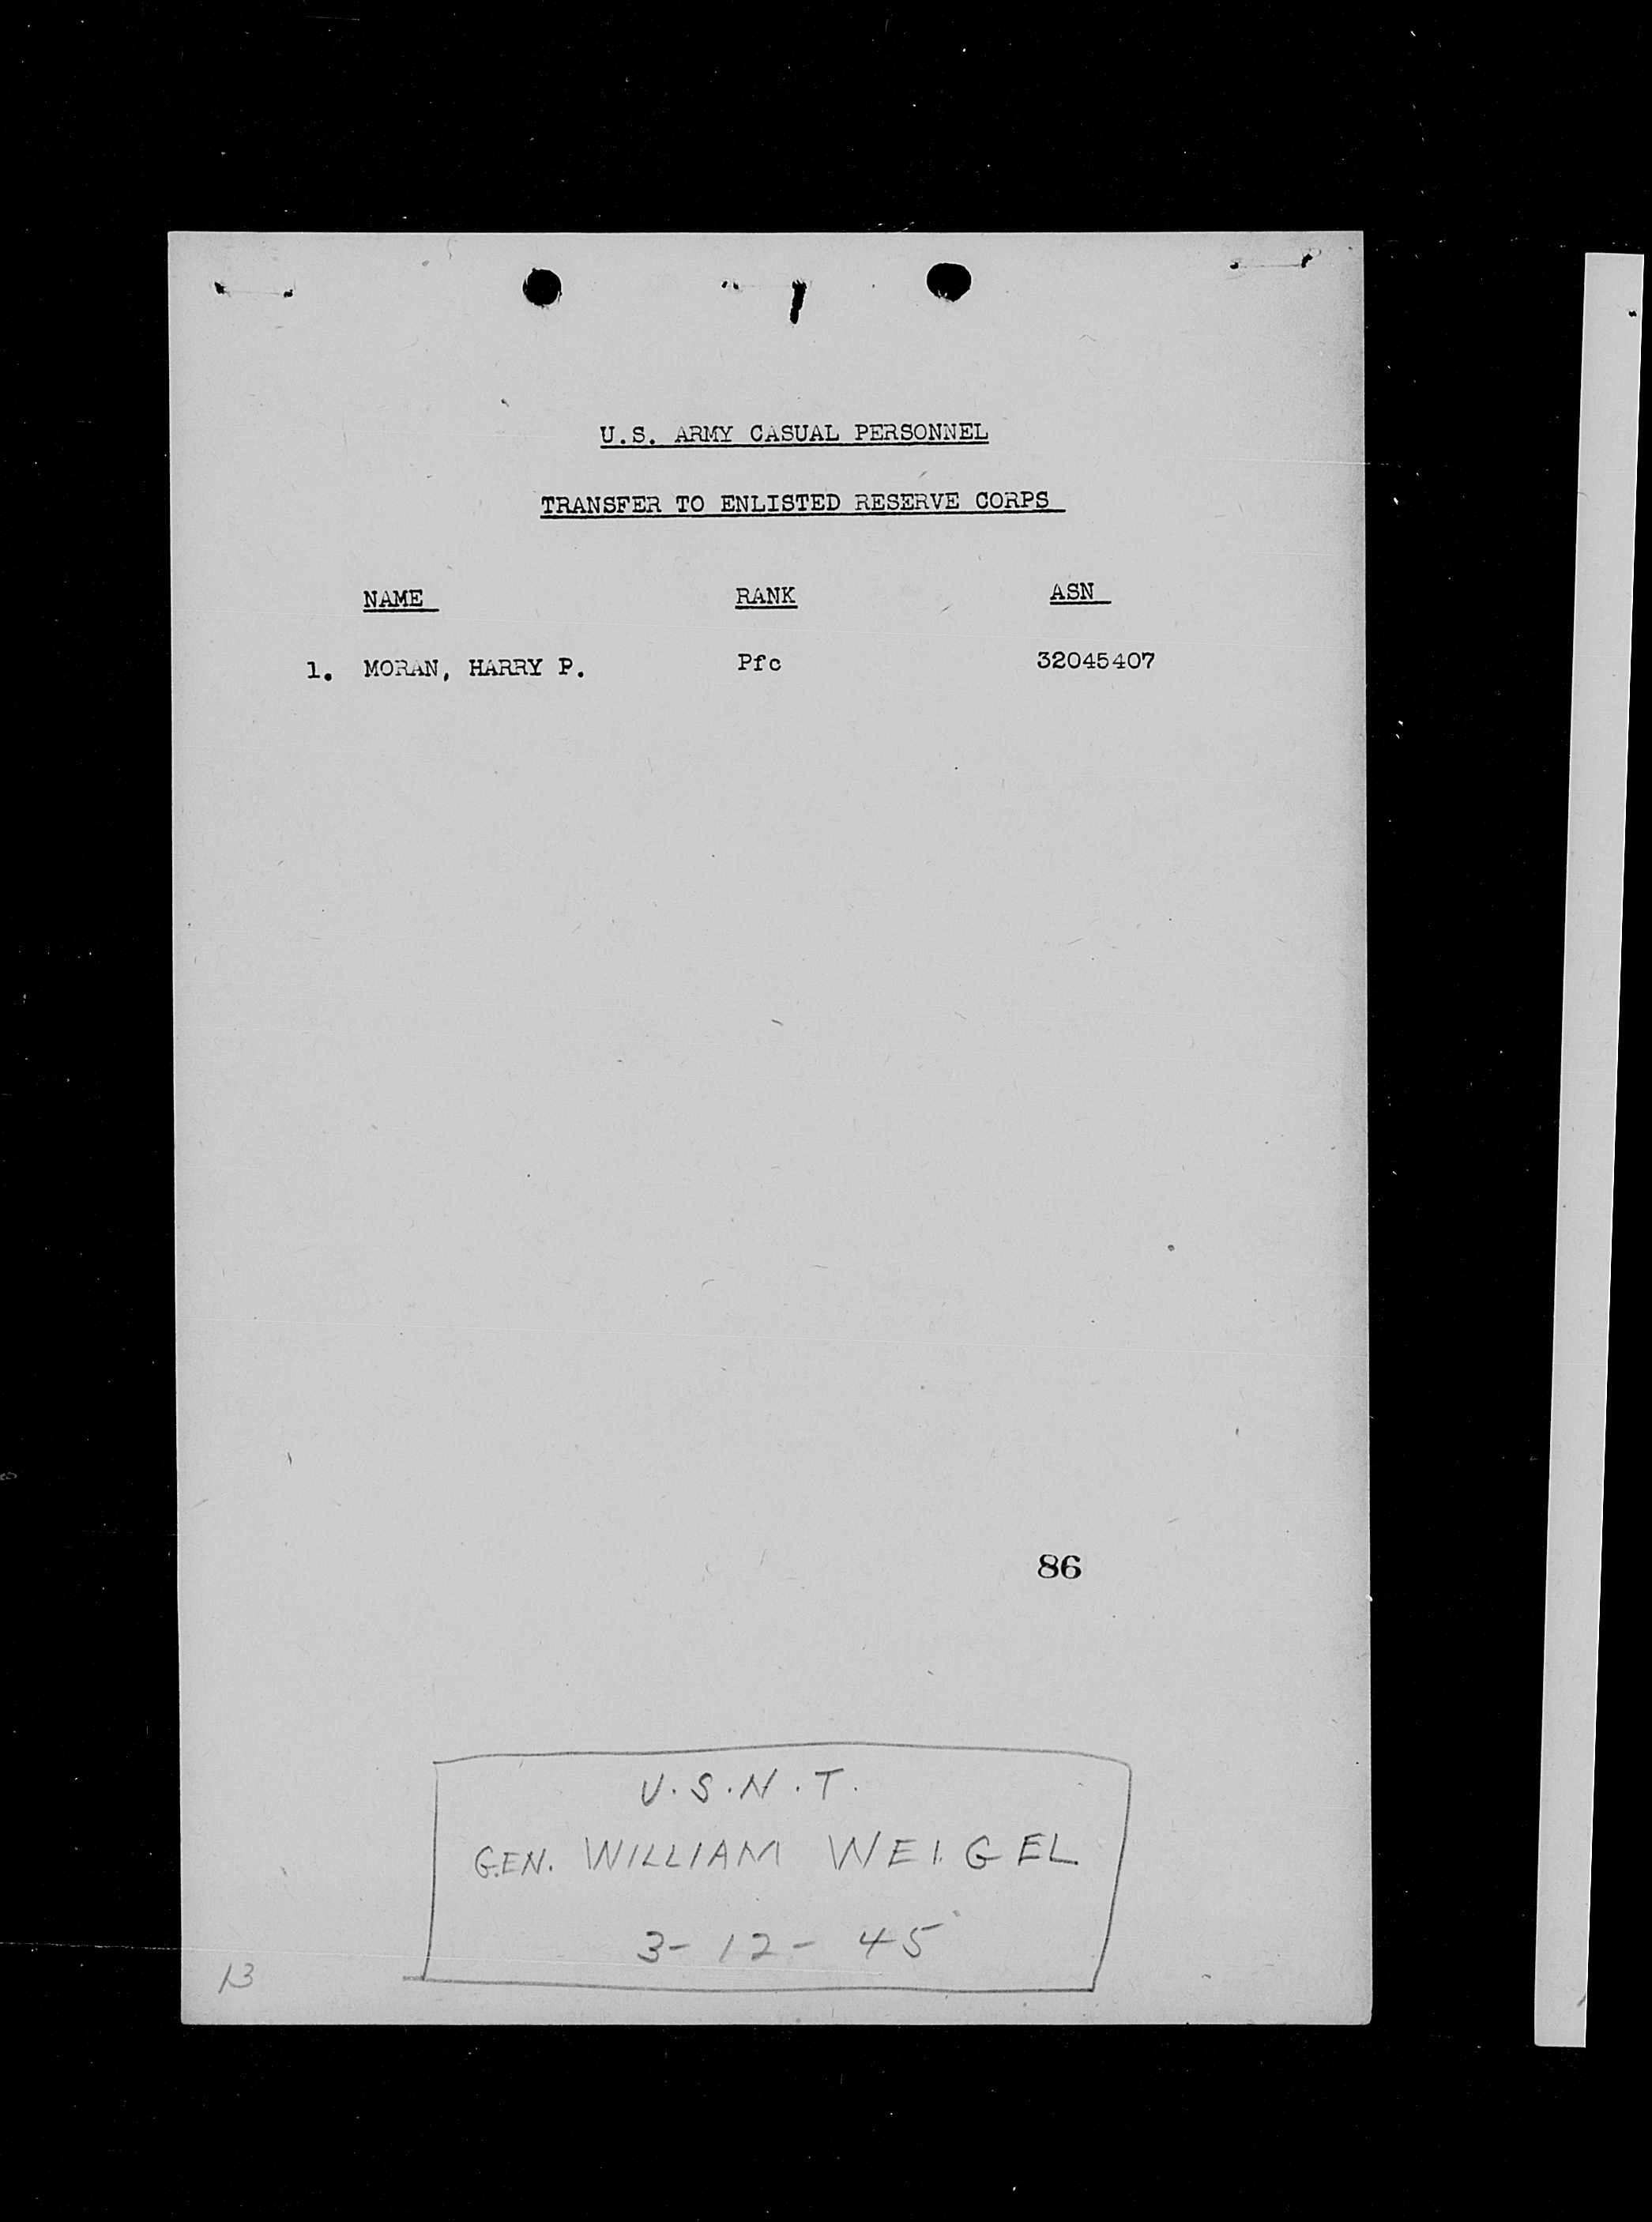 U.S. ARMY CASUAL PERSONNEL
TRANSFER TO ENLISTED RESERVE CORPS
NAME RANK ASN
1. MORAN, HARRY P. Pfc 32045407
86
U.S.N.T.
GEN. WILLIAM WEIGEL
3-12-45
13